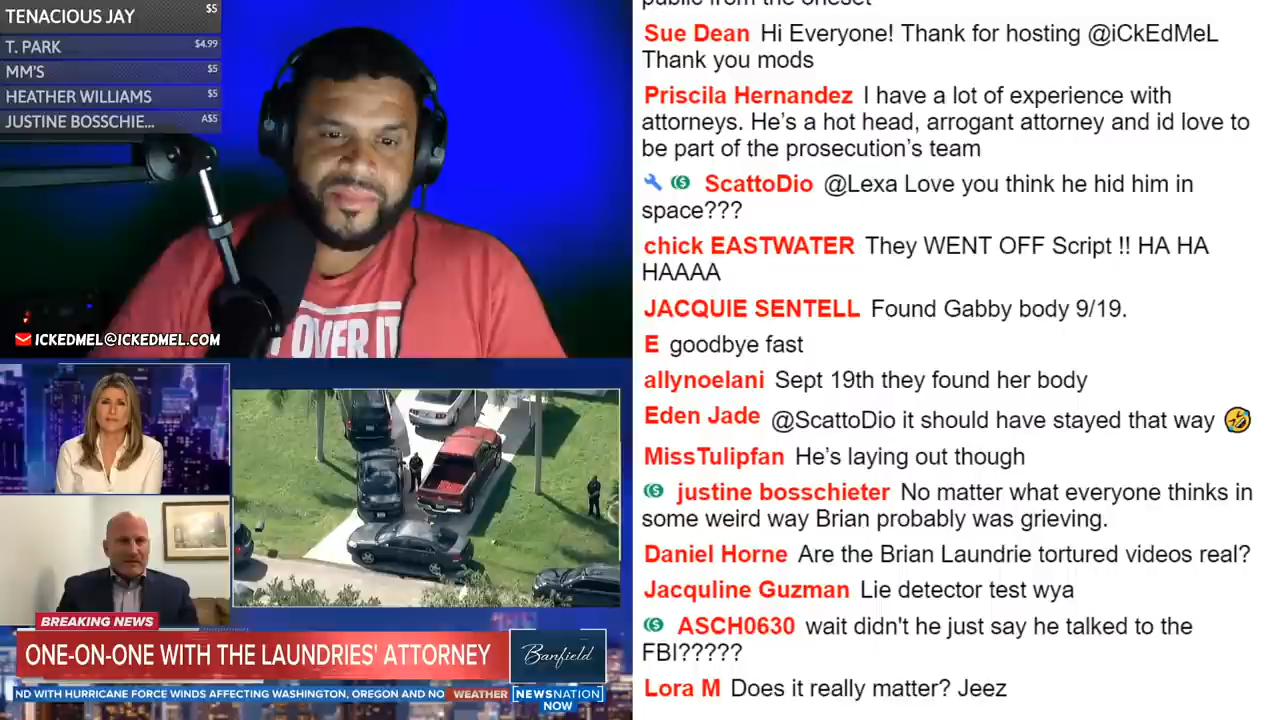 TENACIOUS JAY $5
T. PARK $4.99
MM'S $5
HEATHER WILLIAMS $5
JUSTINE BOSSCHIE... A$5
OVER IT
ICKEDMEL@ICKEDMEL.COM
BREAKING NEWS
ONE-ON-ONE WITH THE LAUNDRIES' ATTORNEY
Banfield
ND WITH HURRICANE FORCE WINDS AFFECTING WASHINGTON, OREGON AND NO WEATHER
NEWSNATION
NOW
public from the oneset
Sue Dean Hi Everyone! Thank for hosting @iCkEdMeL
Thank you mods
Priscila Hernandez I have a lot of experience with
attorneys. He's a hot head, arrogant attorney and id love to
be part of the prosecution's team
ScattoDio @Lexa Love you think he hid him in
space???
chick EASTWATER They WENT OFF Script !! HA HA
HAAAA
JACQUIE SENTELL Found Gabby body 9/19.
E goodbye fast
allynoelani Sept 19th they found her body
Eden Jade @ScattoDio it should have stayed that way 🤣
MissTulipfan He's laying out though
justine bosschieter No matter what everyone thinks in
some weird way Brian probably was grieving.
Daniel Horne Are the Brian Laundrie tortured videos real?
Jacquline Guzman Lie detector test wya
ASCH0630 wait didn't he just say he talked to the
FBI?????
Lora M Does it really matter? Jeez